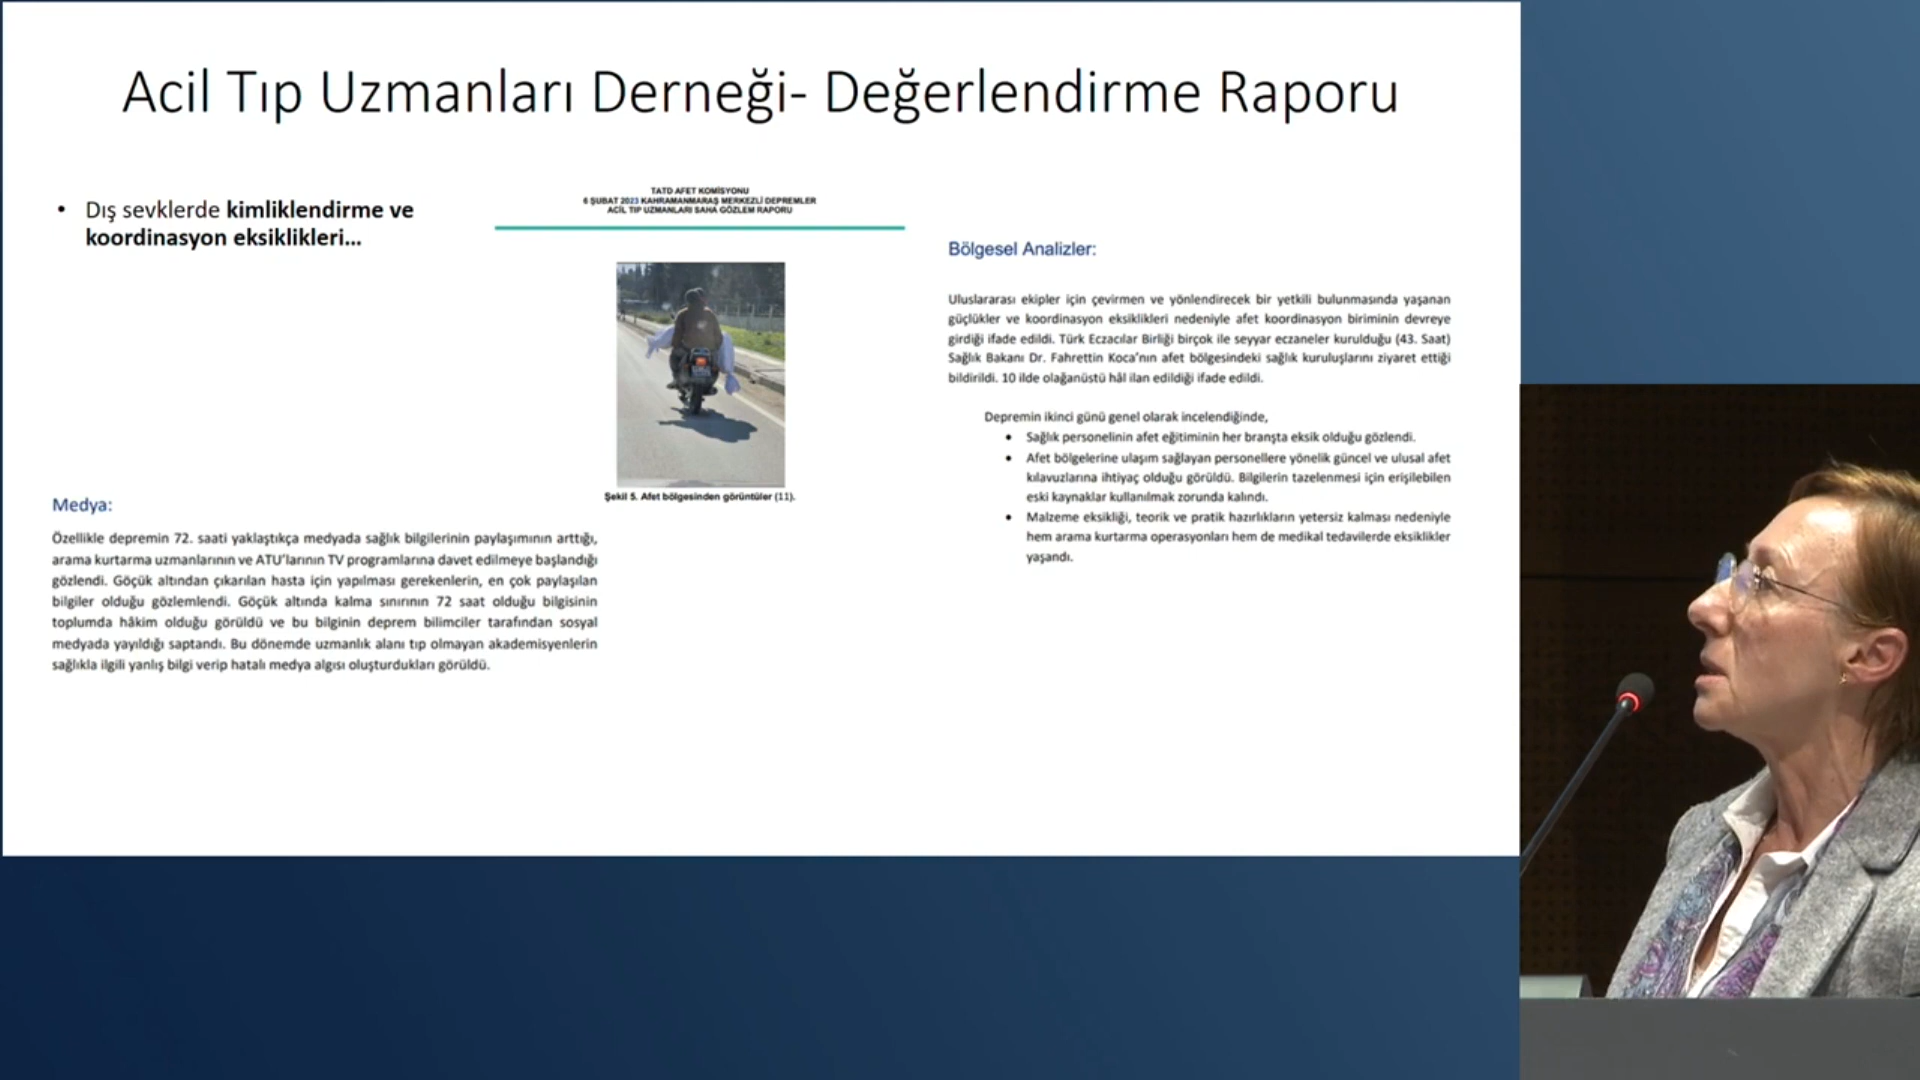 Acil Tıp Uzmanları Derneği- Değerlendirme Raporu
• Dış sevklerde kimliklendirme ve
koordinasyon eksiklikleri...
TATD AFET KOMİSYONU
6 ŞUBAT 2023 KAHRAMANMARAŞ MERKEZLİ DEPREMLER
ACİL TIP UZMANLARI SAHA GÖZLEM RAPORU
Şekil 5. Afet bölgesinden görüntüler (11).
Medya:
Özellikle depremin 72. saati yaklaştıkça medyada sağlık bilgilerinin paylaşımının arttığı,
arama kurtarma uzmanlarının ve ATU'larının TV programlarına davet edilmeye başlandığı
gözlendi. Göçük altından çıkarılan hasta için yapılması gerekenlerin, en çok paylaşılan
bilgiler olduğu gözlemlendi. Göçük altında kalma sınırının 72 saat olduğu bilgisinin
toplumda hâkim olduğu görüldü ve bu bilginin deprem bilimciler tarafından sosyal
medyada yayıldığı saptandı. Bu dönemde uzmanlık alanı tıp olmayan akademisyenlerin
sağlıkla ilgili yanlış bilgi verip hatalı medya algısı oluşturdukları görüldü.
Bölgesel Analizler:
Uluslararası ekipler için çevirmen ve yönlendirecek bir yetkili bulunmasında yaşanan
güçlükler ve koordinasyon eksiklikleri nedeniyle afet koordinasyon biriminin devreye
girdiği ifade edildi. Türk Eczacılar Birliği birçok ile seyyar eczaneler kurulduğu (43. Saat)
Sağlık Bakanı Dr. Fahrettin Koca'nın afet bölgesindeki sağlık kuruluşlarını ziyaret ettiği
bildirildi. 10 ilde olağanüstü hâl ilan edildiği ifade edildi.
Depremin ikinci günü genel olarak incelendiğinde,
• Sağlık personelinin afet eğitiminin her branşta eksik olduğu gözlendi.
• Afet bölgelerine ulaşım sağlayan personellere yönelik güncel ve ulusal afet
kılavuzlarına ihtiyaç olduğu görüldü. Bilgilerin tazelenmesi için erişilebilen
eski kaynaklar kullanılmak zorunda kalındı.
• Malzeme eksikliği, teorik ve pratik hazırlıkların yetersiz kalması nedeniyle
hem arama kurtarma operasyonları hem de medikal tedavilerde eksiklikler
yaşandı.